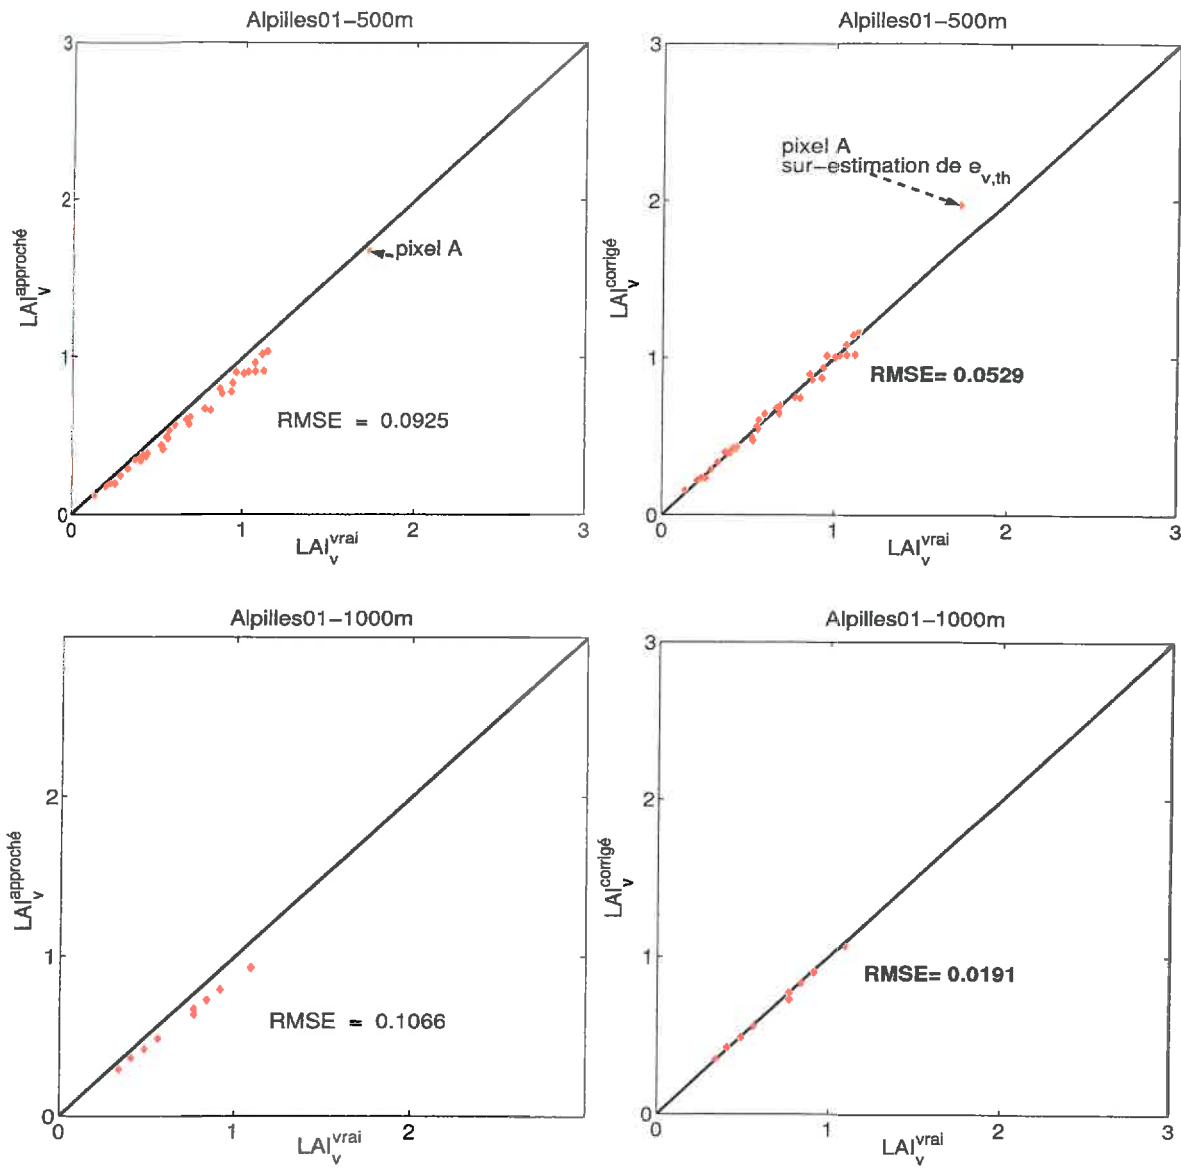 Alpilles01–500m
3
2
1
0
0
1
2
3
LAI_v^approché
LAI_v^vrai
pixel A
RMSE = 0.0925
Alpilles01–500m
3
2
1
0
0
1
2
3
LAI_v^corrigé
LAI_v^vrai
pixel A
sur–estimation de e_v,th
RMSE= 0.0529
Alpilles01–1000m
2
1
0
0
1
2
LAI_v^approché
LAI_v^vrai
RMSE = 0.1066
Alpilles01–1000m
3
2
1
0
0
1
2
3
LAI_v^corrigé
LAI_v^vrai
RMSE= 0.0191